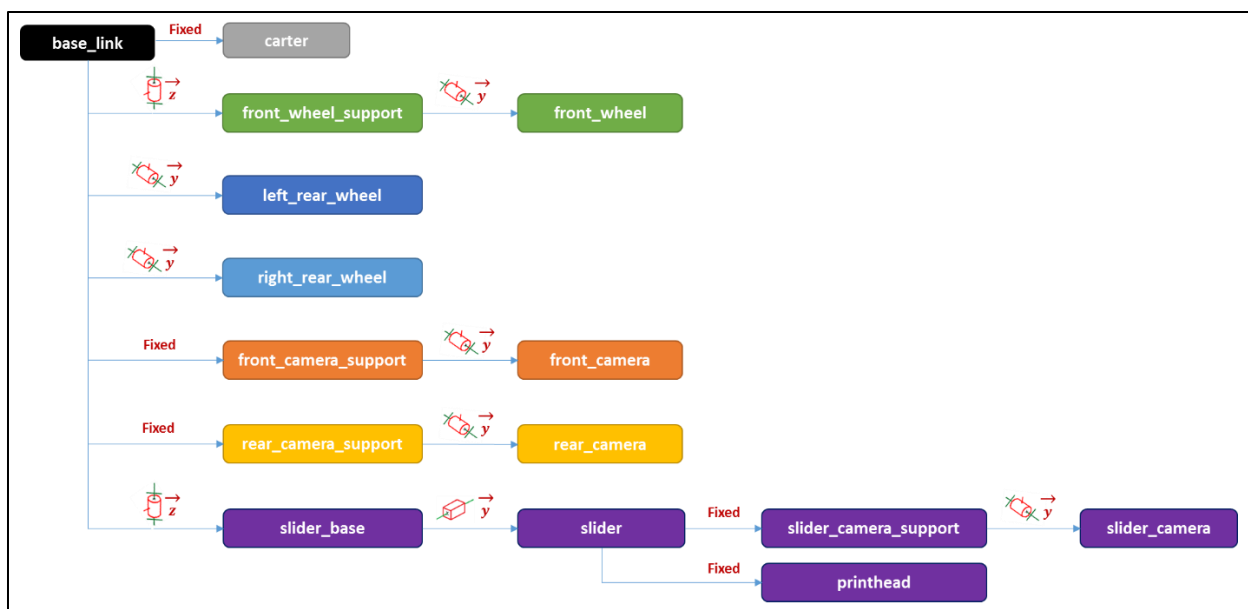 base_link
Fixed
carter
z
front_wheel_support
y
front_wheel
y
left_rear_wheel
y
right_rear_wheel
Fixed
front_camera_support
y
front_camera
Fixed
rear_camera_support
y
rear_camera
z
slider_base
y
slider
Fixed
slider_camera_support
y
slider_camera
Fixed
printhead